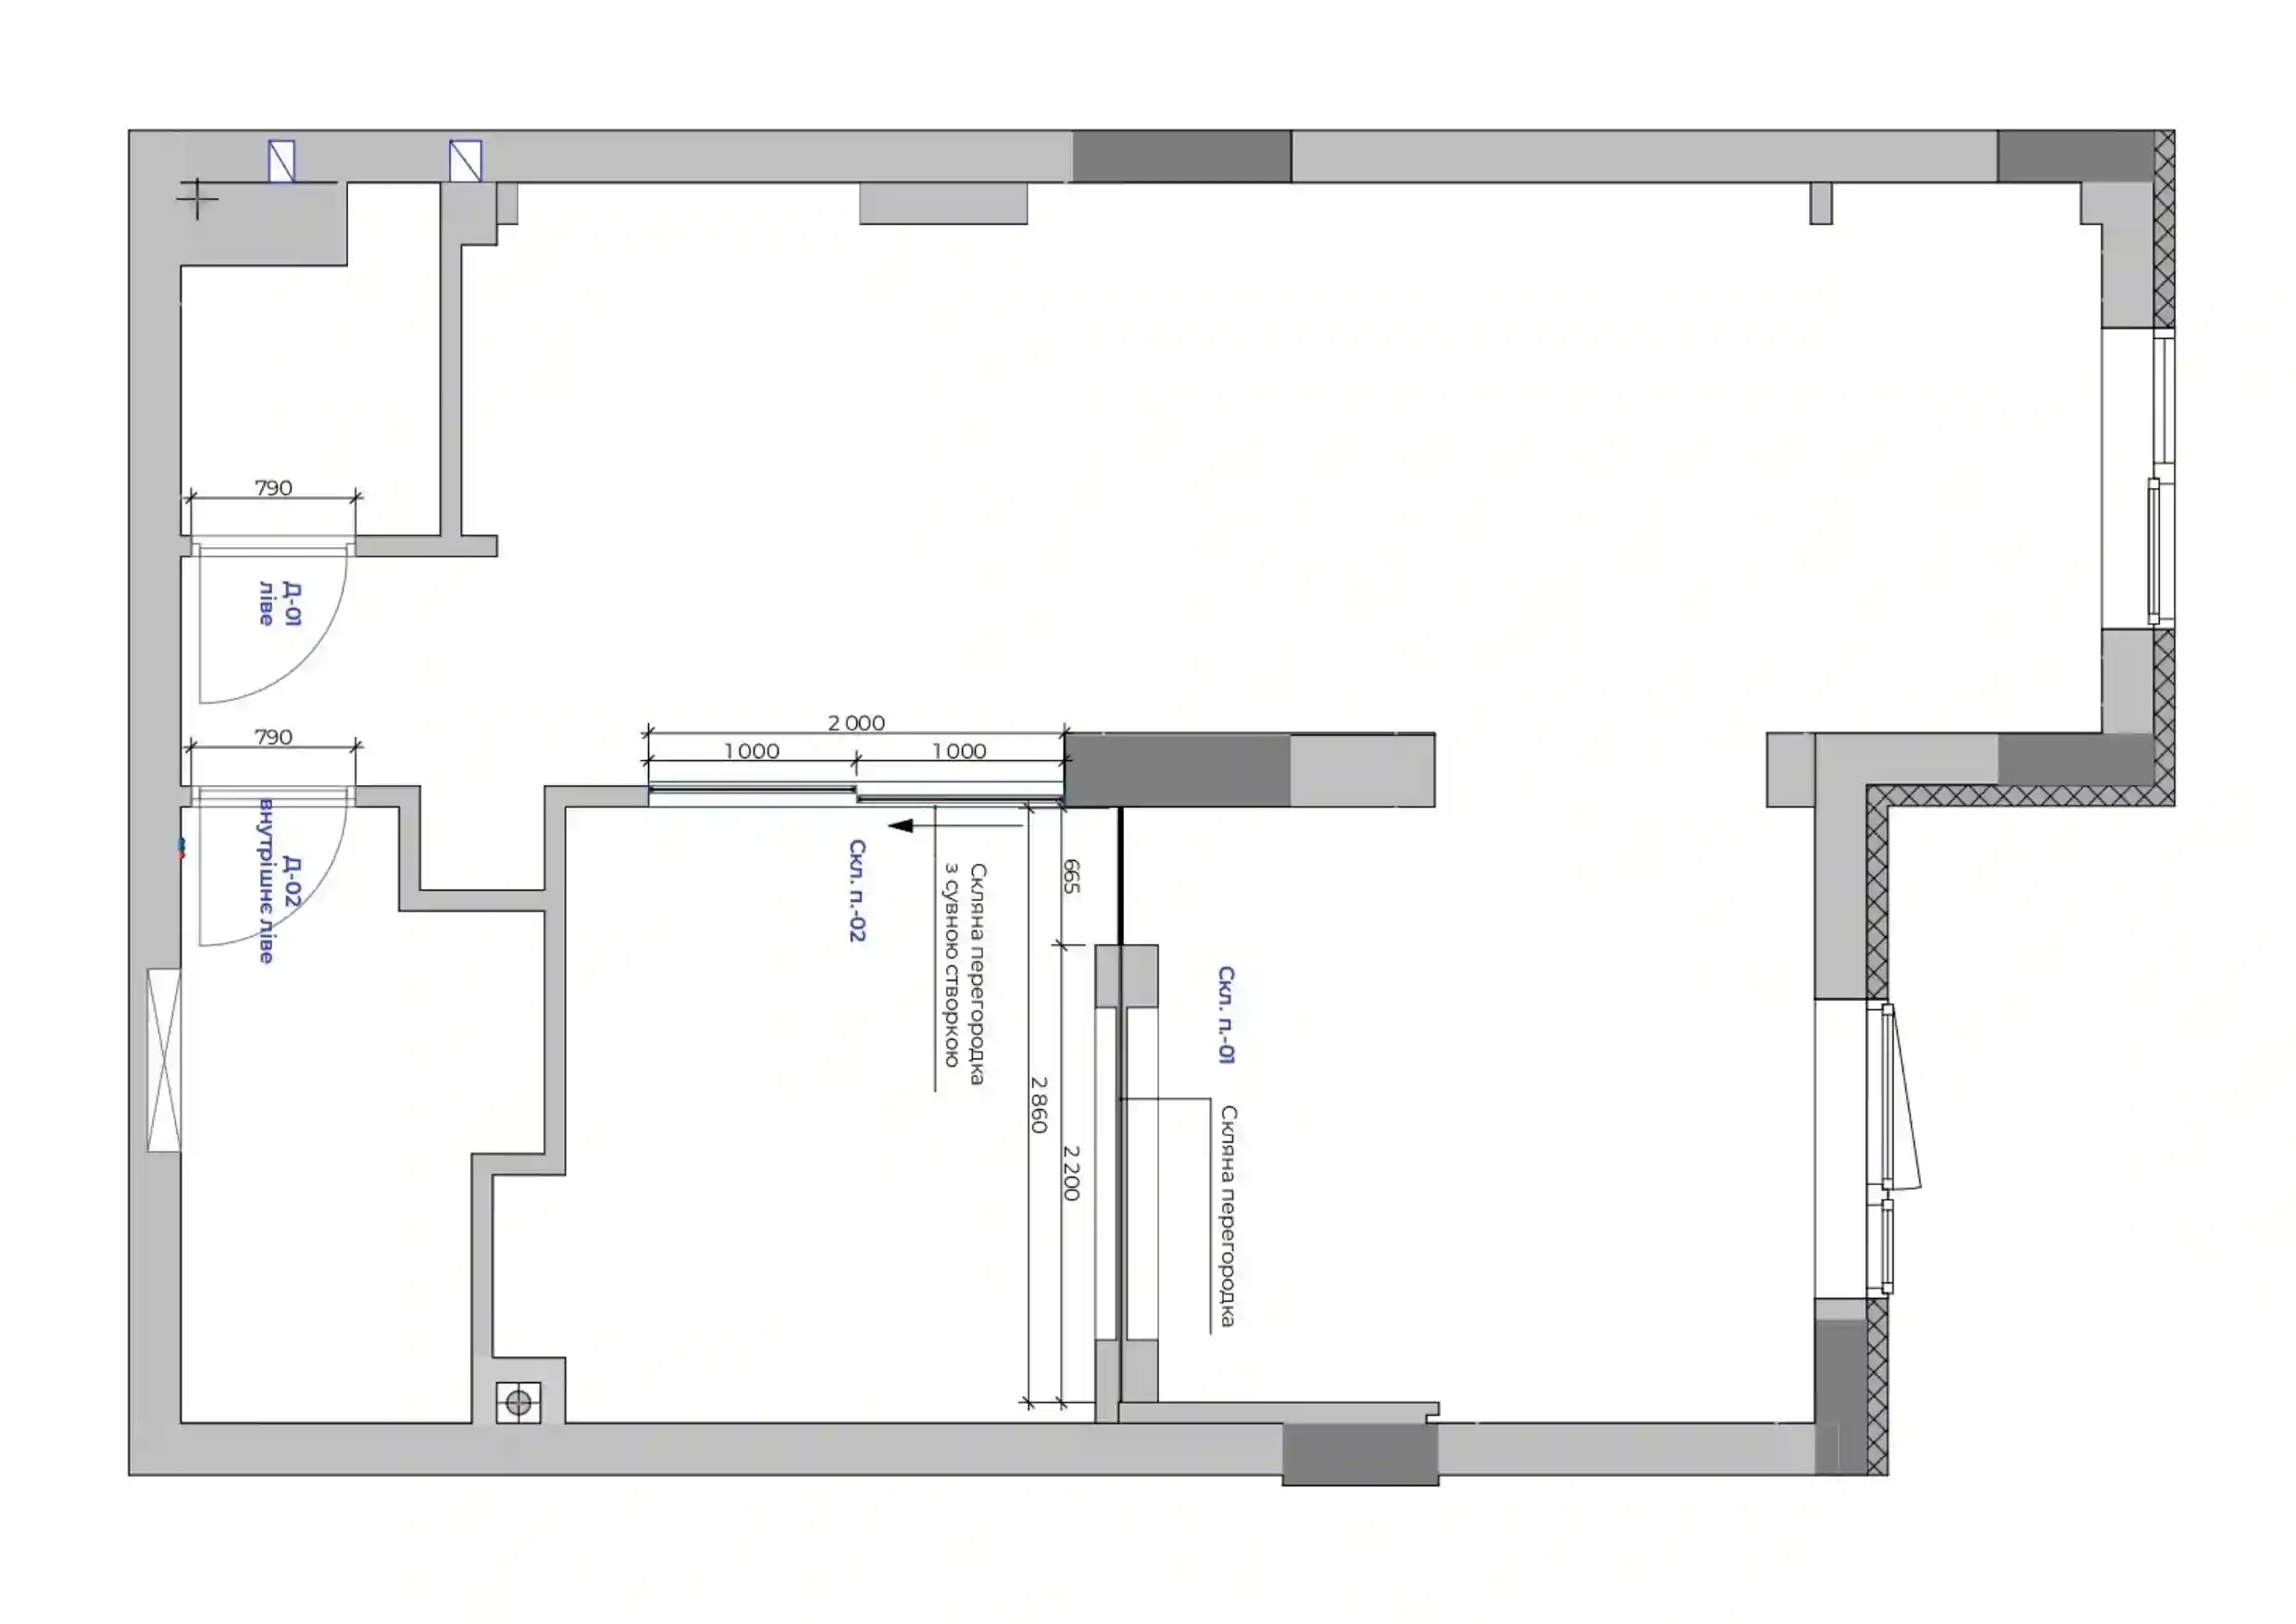 790
Д-01
ліве
790
Д-02
внутрішнє ліве
2 000
1 000
1 000
Скл. п.-02
Скляна перегородка
з сувною створкою
665
2 860
2 200
Скл. п.-01
Скляна перегородка